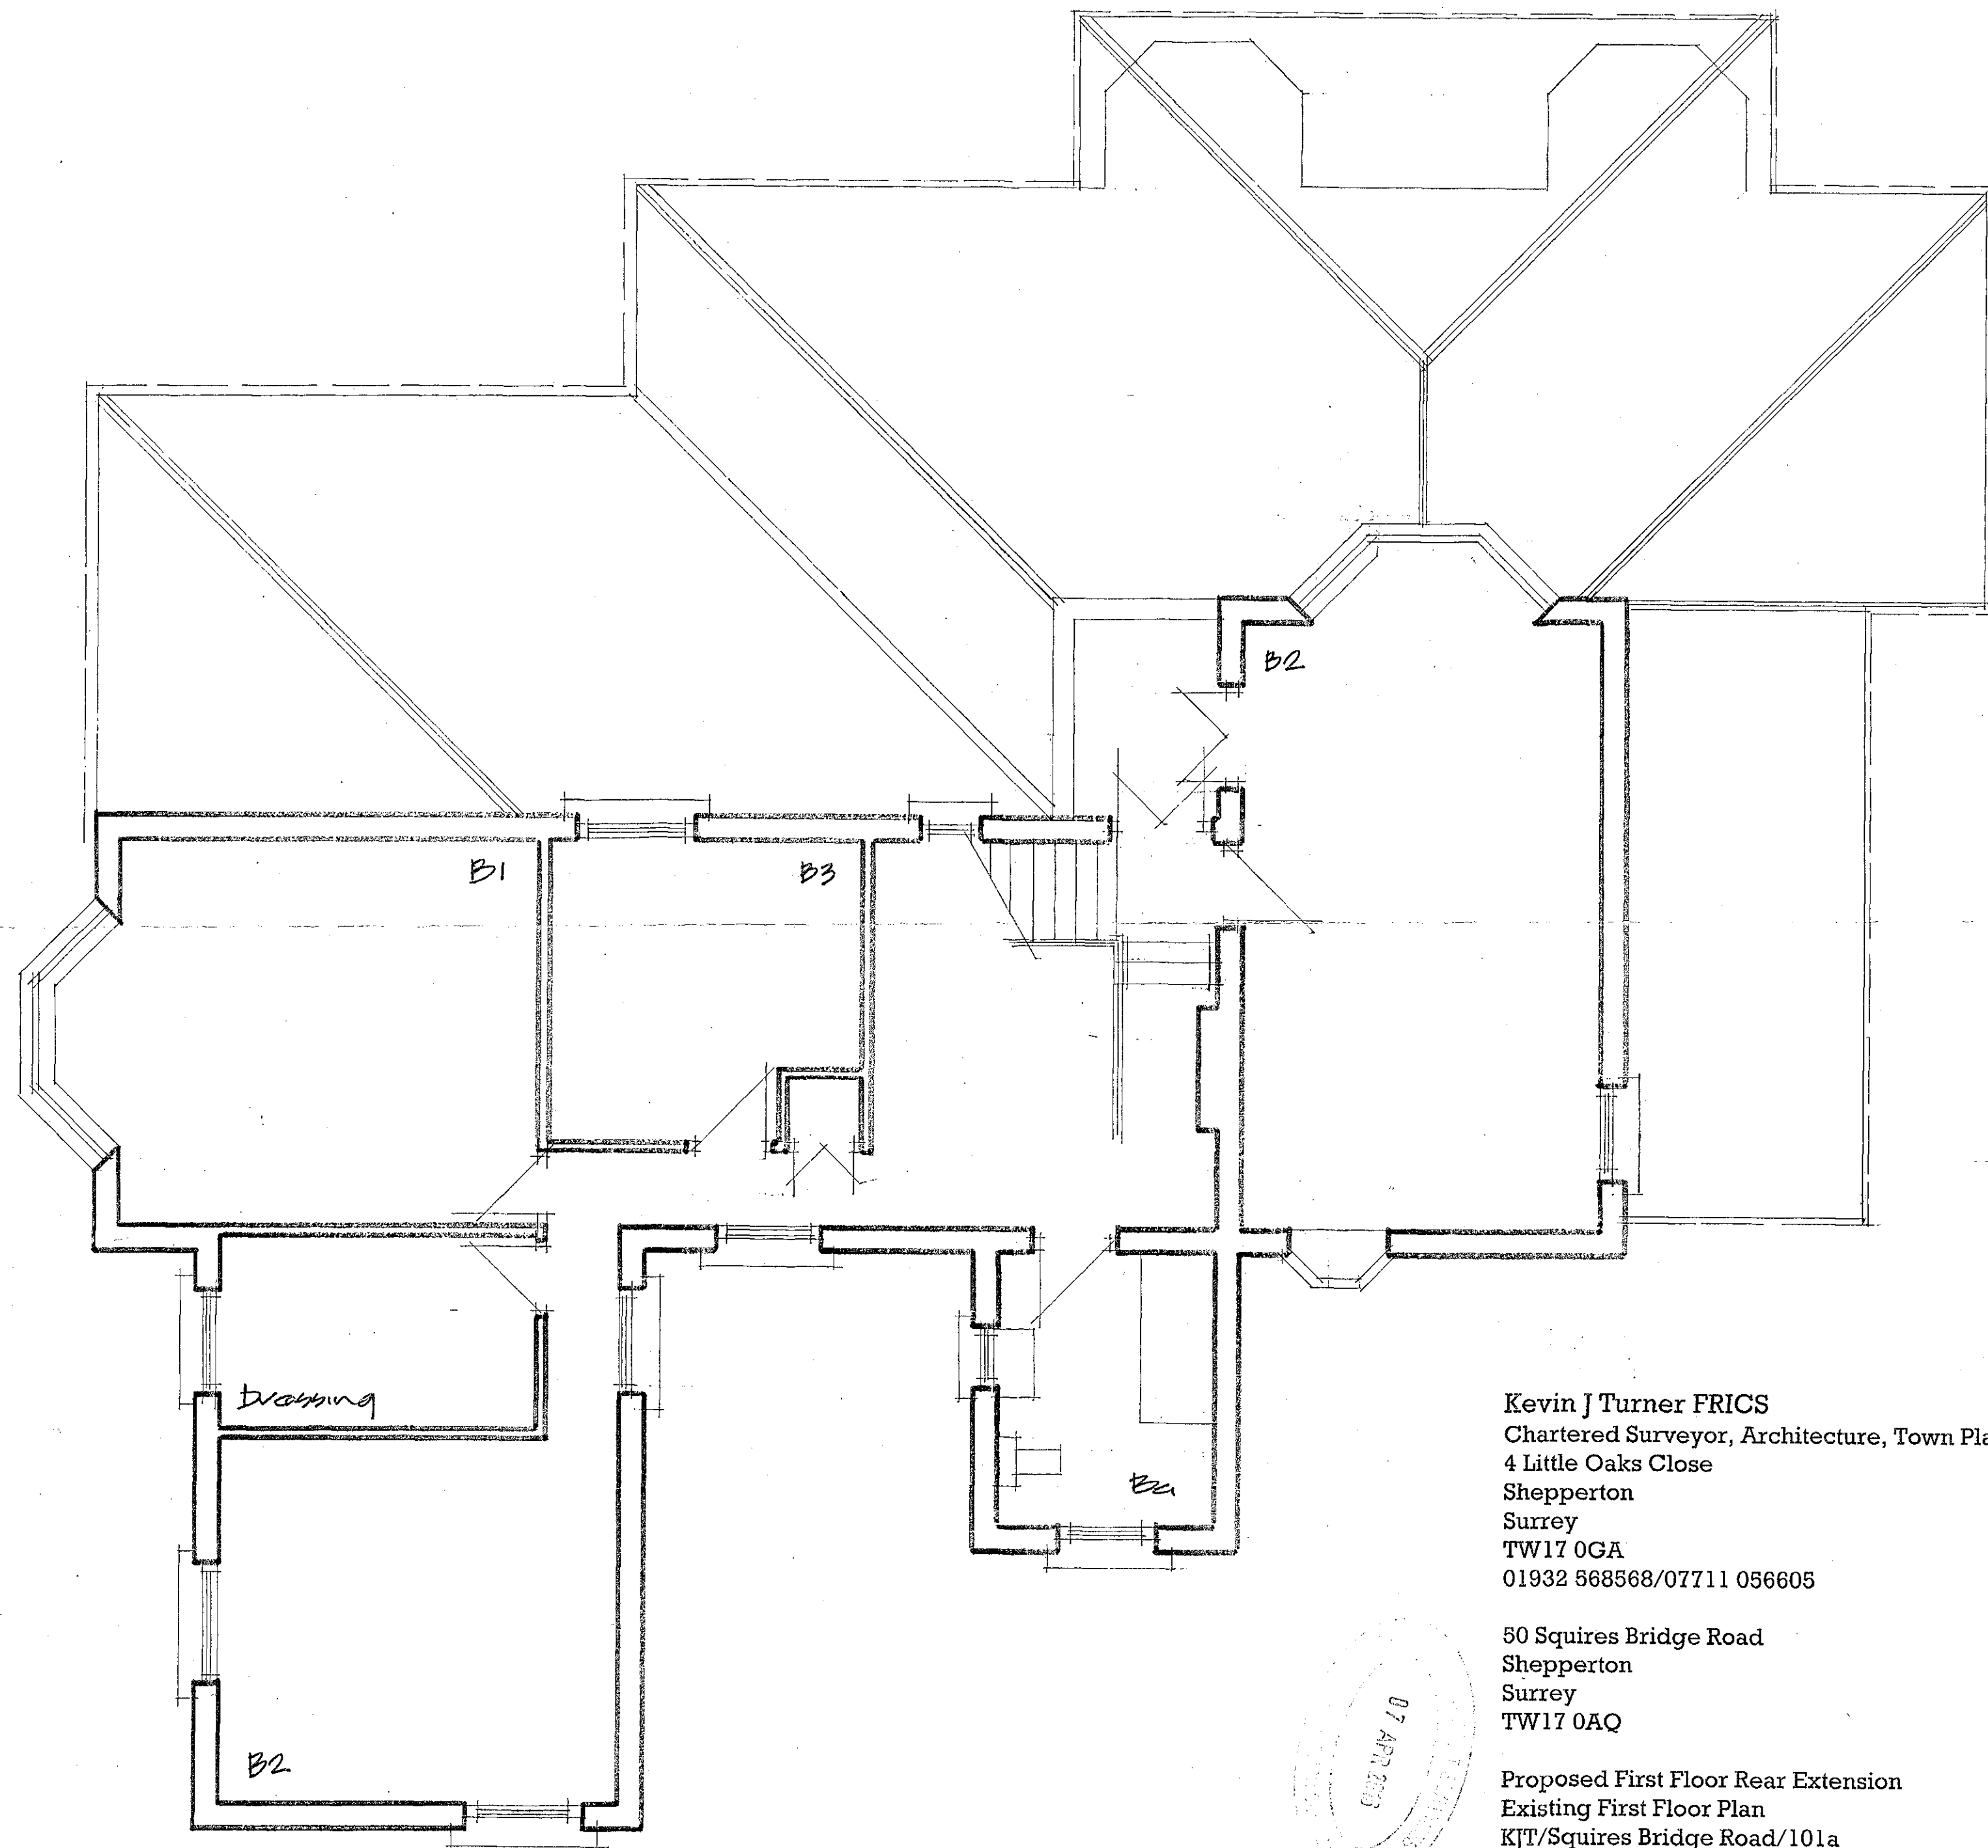 B2
B1
B3
Dressing
Ba
B2
Kevin J Turner FRICS
Chartered Surveyor, Architecture, Town Pla
4 Little Oaks Close
Shepperton
Surrey
TW17 0GA
01932 568568/07711 056605
50 Squires Bridge Road
Shepperton
Surrey
TW17 0AQ
Proposed First Floor Rear Extension
Existing First Floor Plan
KJT/Squires Bridge Road/101a
07 APR